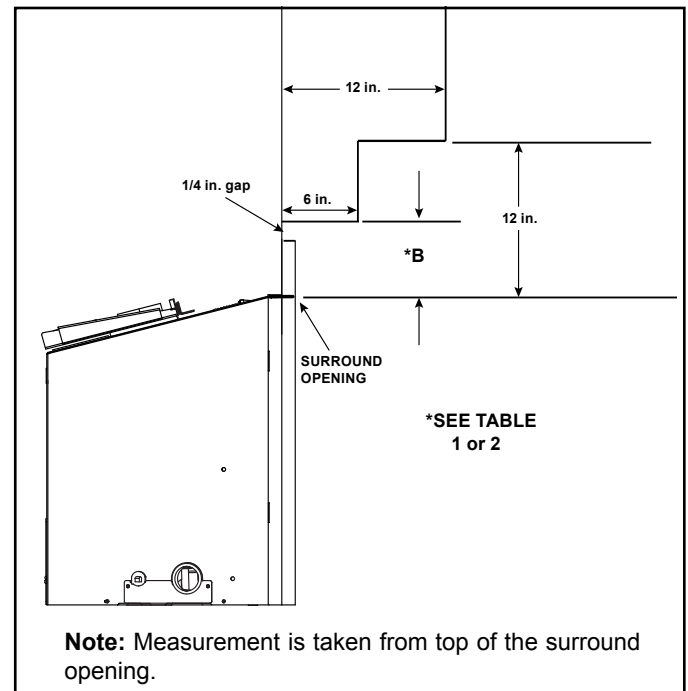 12 in.
1/4 in. gap
6 in.
12 in.
*B
SURROUND
OPENING
*SEE TABLE
1 or 2
Note: Measurement is taken from top of the surround
opening.